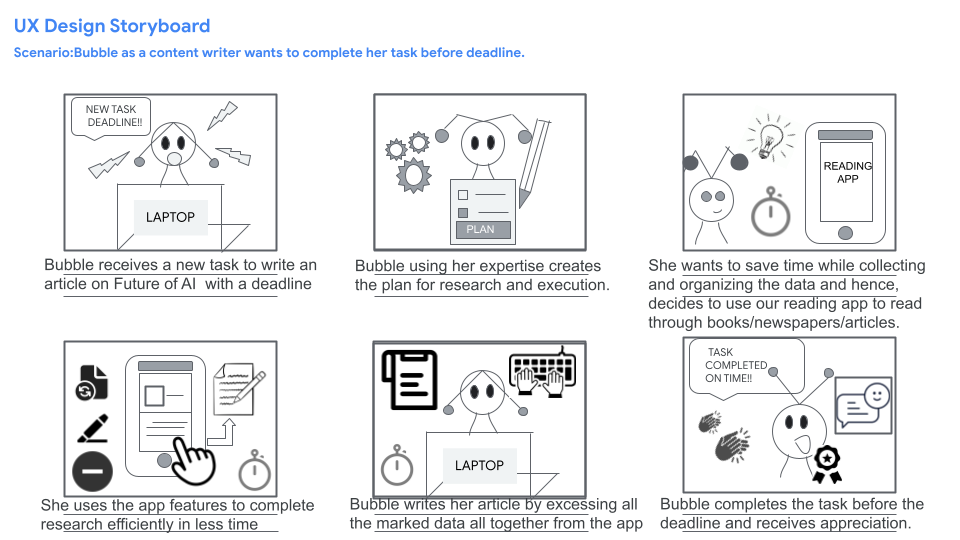 UX Design Storyboard
Scenario:Bubble as a content writer wants to complete her task before deadline.
NEW TASK
DEADLINE!!
LAPTOP
Bubble receives a new task to write an
article on Future of AI with a deadline
PLAN
Bubble using her expertise creates
the plan for research and execution.
READING
APP
She wants to save time while collecting
and organizing the data and hence,
decides to use our reading app to read
through books/newspapers/articles.
She uses the app features to complete
research efficiently in less time
LAPTOP
Bubble writes her article by excessing all
the marked data all together from the app
TASK
COMPLETED
ON TIME!!
Bubble completes the task before the
deadline and receives appreciation.